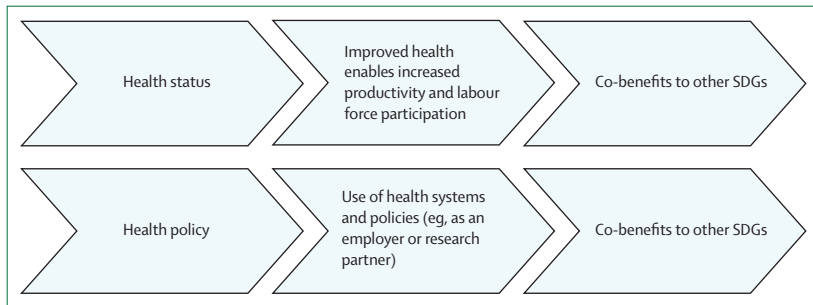 Health status
Improved health
enables increased
productivity and labour
force participation
Co-benefits to other SDGs
Health policy
Use of health systems
and policies (eg, as an
employer or research
partner)
Co-benefits to other SDGs